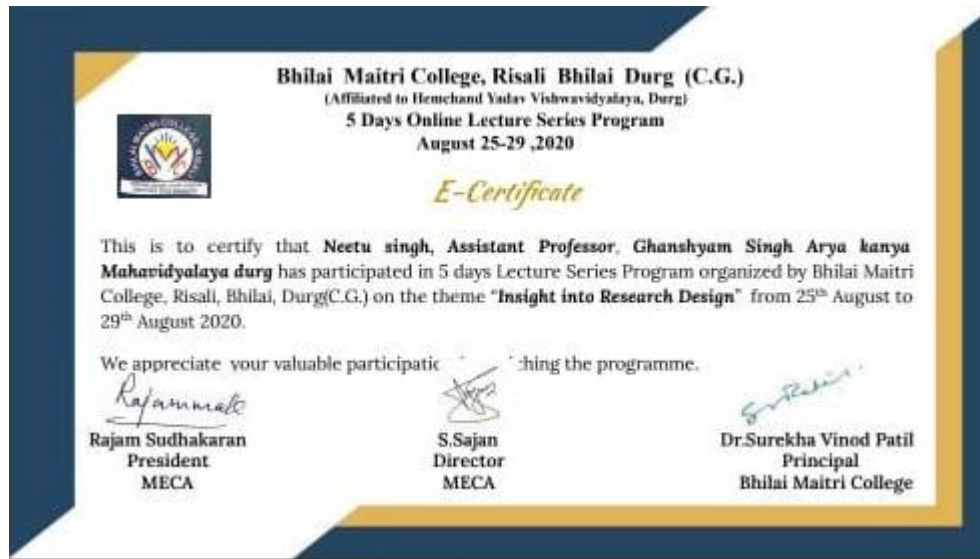 Bhilai Maitri College, Risali Bhilai Durg (C.G.)
(Affiliated to Hemchand Yadav Vishwavidyalaya, Durg)
5 Days Online Lecture Series Program
August 25-29 ,2020
E-Certificate
This is to certify that Neetu singh, Assistant Professor, Ghanshyam Singh Arya kanya
Mahavidyalaya durg has participated in 5 days Lecture Series Program organized by Bhilai Maitri
College, Risali, Bhilai, Durg(C.G.) on the theme "Insight into Research Design" from 25th August to
29th August 2020.
We appreciate your valuable the programme.
Rajam Sudhakaran
President
MECA
S.Sajan
Director
MECA
Dr.Surekha Vinod Patil
Principal
Bhilai Maitri College